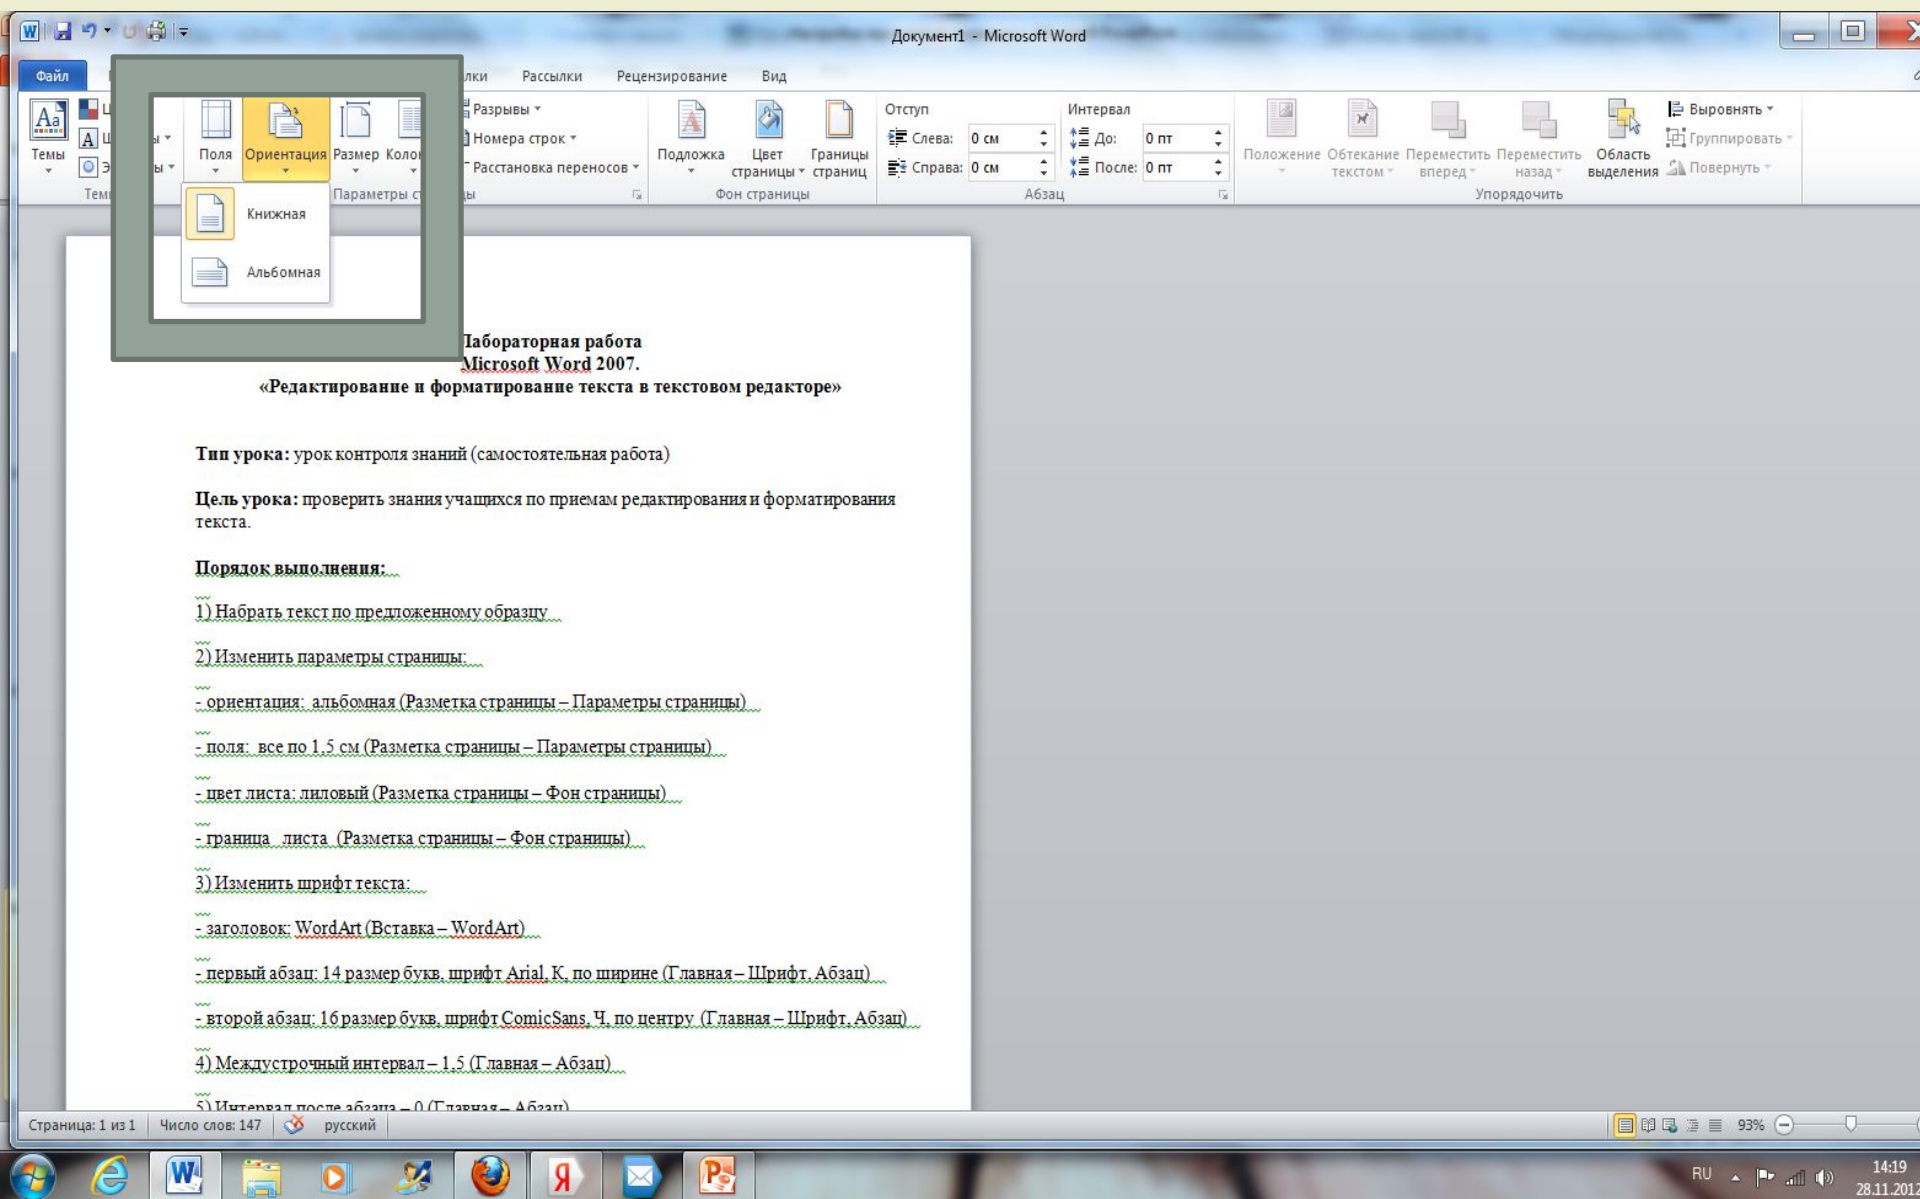 Документ1 - Microsoft Word
Файл
Рассылки Рецензирование Вид
Темы
Поля Ориентация Размер
Разрывы
Номера строк
Расстановка переносов
Подложка Цвет страницы Границы страниц
Отступ
Слева: 0 см
Справа: 0 см
Интервал
До: 0 пт
После: 0 пт
Положение Обтекание текстом Переместить вперед Переместить назад Область выделения
Выровнять
Группировать
Повернуть
Параметры
Фон страницы
Абзац
Упорядочить
Книжная
Альбомная
Лабораторная работа
Microsoft Word 2007.
«Редактирование и форматирование текста в текстовом редакторе»
Тип урока: урок контроля знаний (самостоятельная работа)
Цель урока: проверить знания учащихся по приемам редактирования и форматирования
текста.
Порядок выполнения:
1) Набрать текст по предложенному образцу
2) Изменить параметры страницы:
- ориентация: альбомная (Разметка страницы – Параметры страницы)
- поля: все по 1,5 см (Разметка страницы – Параметры страницы)
- цвет листа: лиловый (Разметка страницы – Фон страницы)
- граница листа (Разметка страницы – Фон страницы)
3) Изменить шрифт текста:
- заголовок: WordArt (Вставка – WordArt)
- первый абзац: 14 размер букв, шрифт Arial, К, по ширине (Главная – Шрифт, Абзац)
- второй абзац: 16 размер букв, шрифт ComicSans, Ч, по центру (Главная – Шрифт, Абзац)
4) Междустрочный интервал – 1,5 (Главная – Абзац)
5) Интервал после абзаца – 0 (Главная – Абзац)
Страница: 1 из 1 Число слов: 147 русский
93%
RU
14:19
28.11.2012